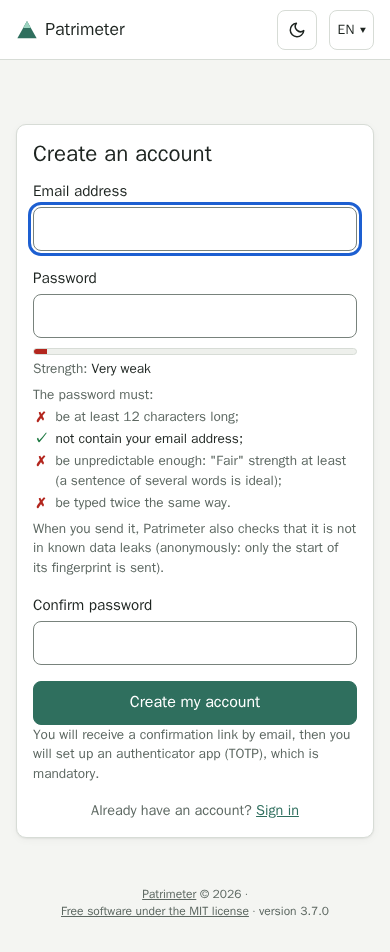 Patrimeter
EN ▾
Create an account
Email address
Password
Strength: Very weak
The password must:
✗ be at least 12 characters long;
✓ not contain your email address;
✗ be unpredictable enough: "Fair" strength at least
(a sentence of several words is ideal);
✗ be typed twice the same way.
When you send it, Patrimeter also checks that it is not
in known data leaks (anonymously: only the start of
its fingerprint is sent).
Confirm password
Create my account
You will receive a confirmation link by email, then you
will set up an authenticator app (TOTP), which is
mandatory.
Already have an account? Sign in
Patrimeter © 2026 ·
Free software under the MIT license · version 3.7.0